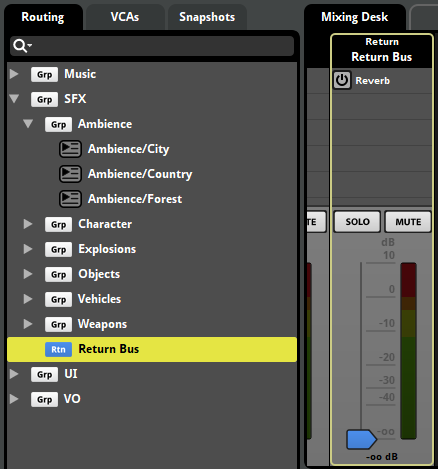 Routing
VCAs
Snapshots
Grp Music
Grp SFX
Grp Ambience
Ambience/City
Ambience/Country
Ambience/Forest
Grp Character
Grp Explosions
Grp Objects
Grp Vehicles
Grp Weapons
Rtn Return Bus
Grp UI
Grp VO
Mixing Desk
Return
Return Bus
Reverb
TE
SOLO
MUTE
dB
10
0
-10
-20
-30
-40
-oo
-oo dB